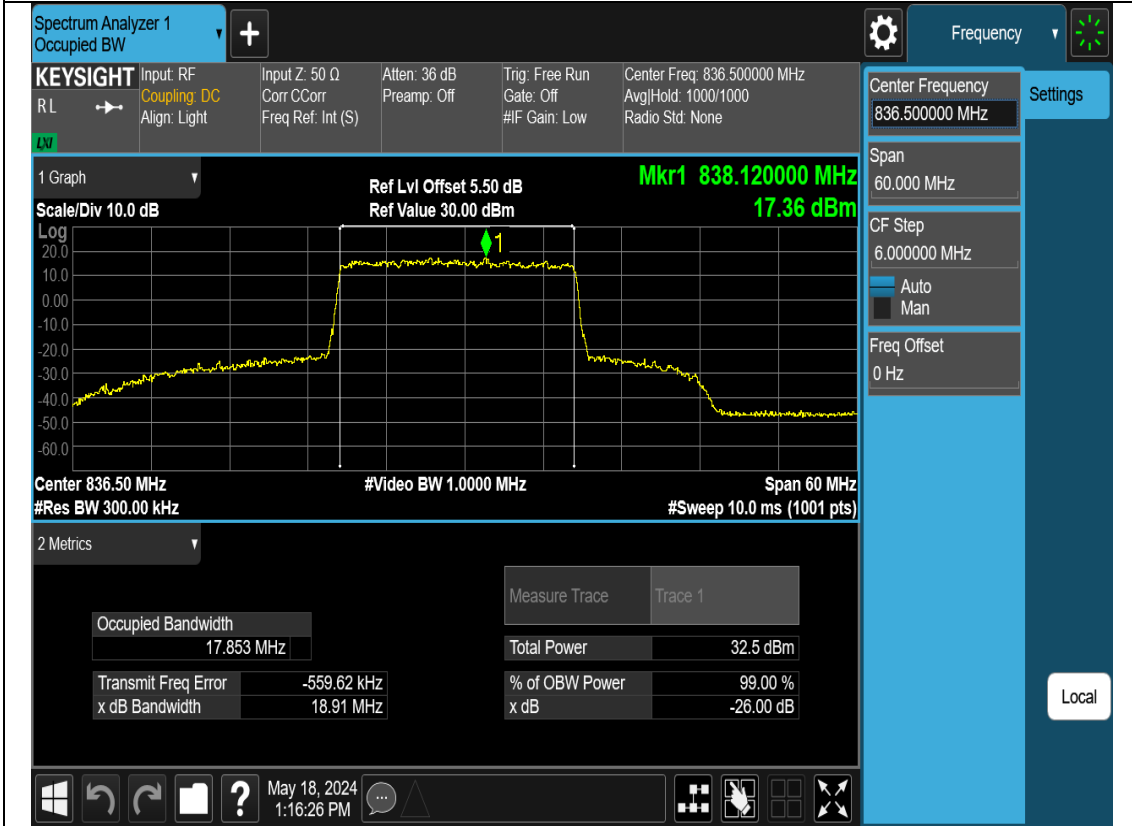 Spectrum Analyzer 1
Occupied BW
+
Frequency
KEYSIGHT
RL
LXI
Input: RF
Coupling: DC
Align: Light
Input Z: 50 Ω
Corr CCorr
Freq Ref: Int (S)
Atten: 36 dB
Preamp: Off
Trig: Free Run
Gate: Off
#IF Gain: Low
Center Freq: 836.500000 MHz
Avg|Hold: 1000/1000
Radio Std: None
Center Frequency
836.500000 MHz
Settings
Span
60.000 MHz
CF Step
6.000000 MHz
Auto
Man
Freq Offset
0 Hz
Local
1 Graph
Scale/Div 10.0 dB
Ref Lvl Offset 5.50 dB
Ref Value 30.00 dBm
Mkr1 838.120000 MHz
17.36 dBm
Log
1
20.0
10.0
0.00
-10.0
-20.0
-30.0
-40.0
-50.0
-60.0
Center 836.50 MHz
#Video BW 1.0000 MHz
Span 60 MHz
#Res BW 300.00 kHz
#Sweep 10.0 ms (1001 pts)
2 Metrics
Measure Trace Trace 1
Occupied Bandwidth
17.853 MHz
Total Power 32.5 dBm
Transmit Freq Error -559.62 kHz
% of OBW Power 99.00 %
x dB Bandwidth 18.91 MHz
x dB -26.00 dB
?
May 18, 2024
1:16:26 PM